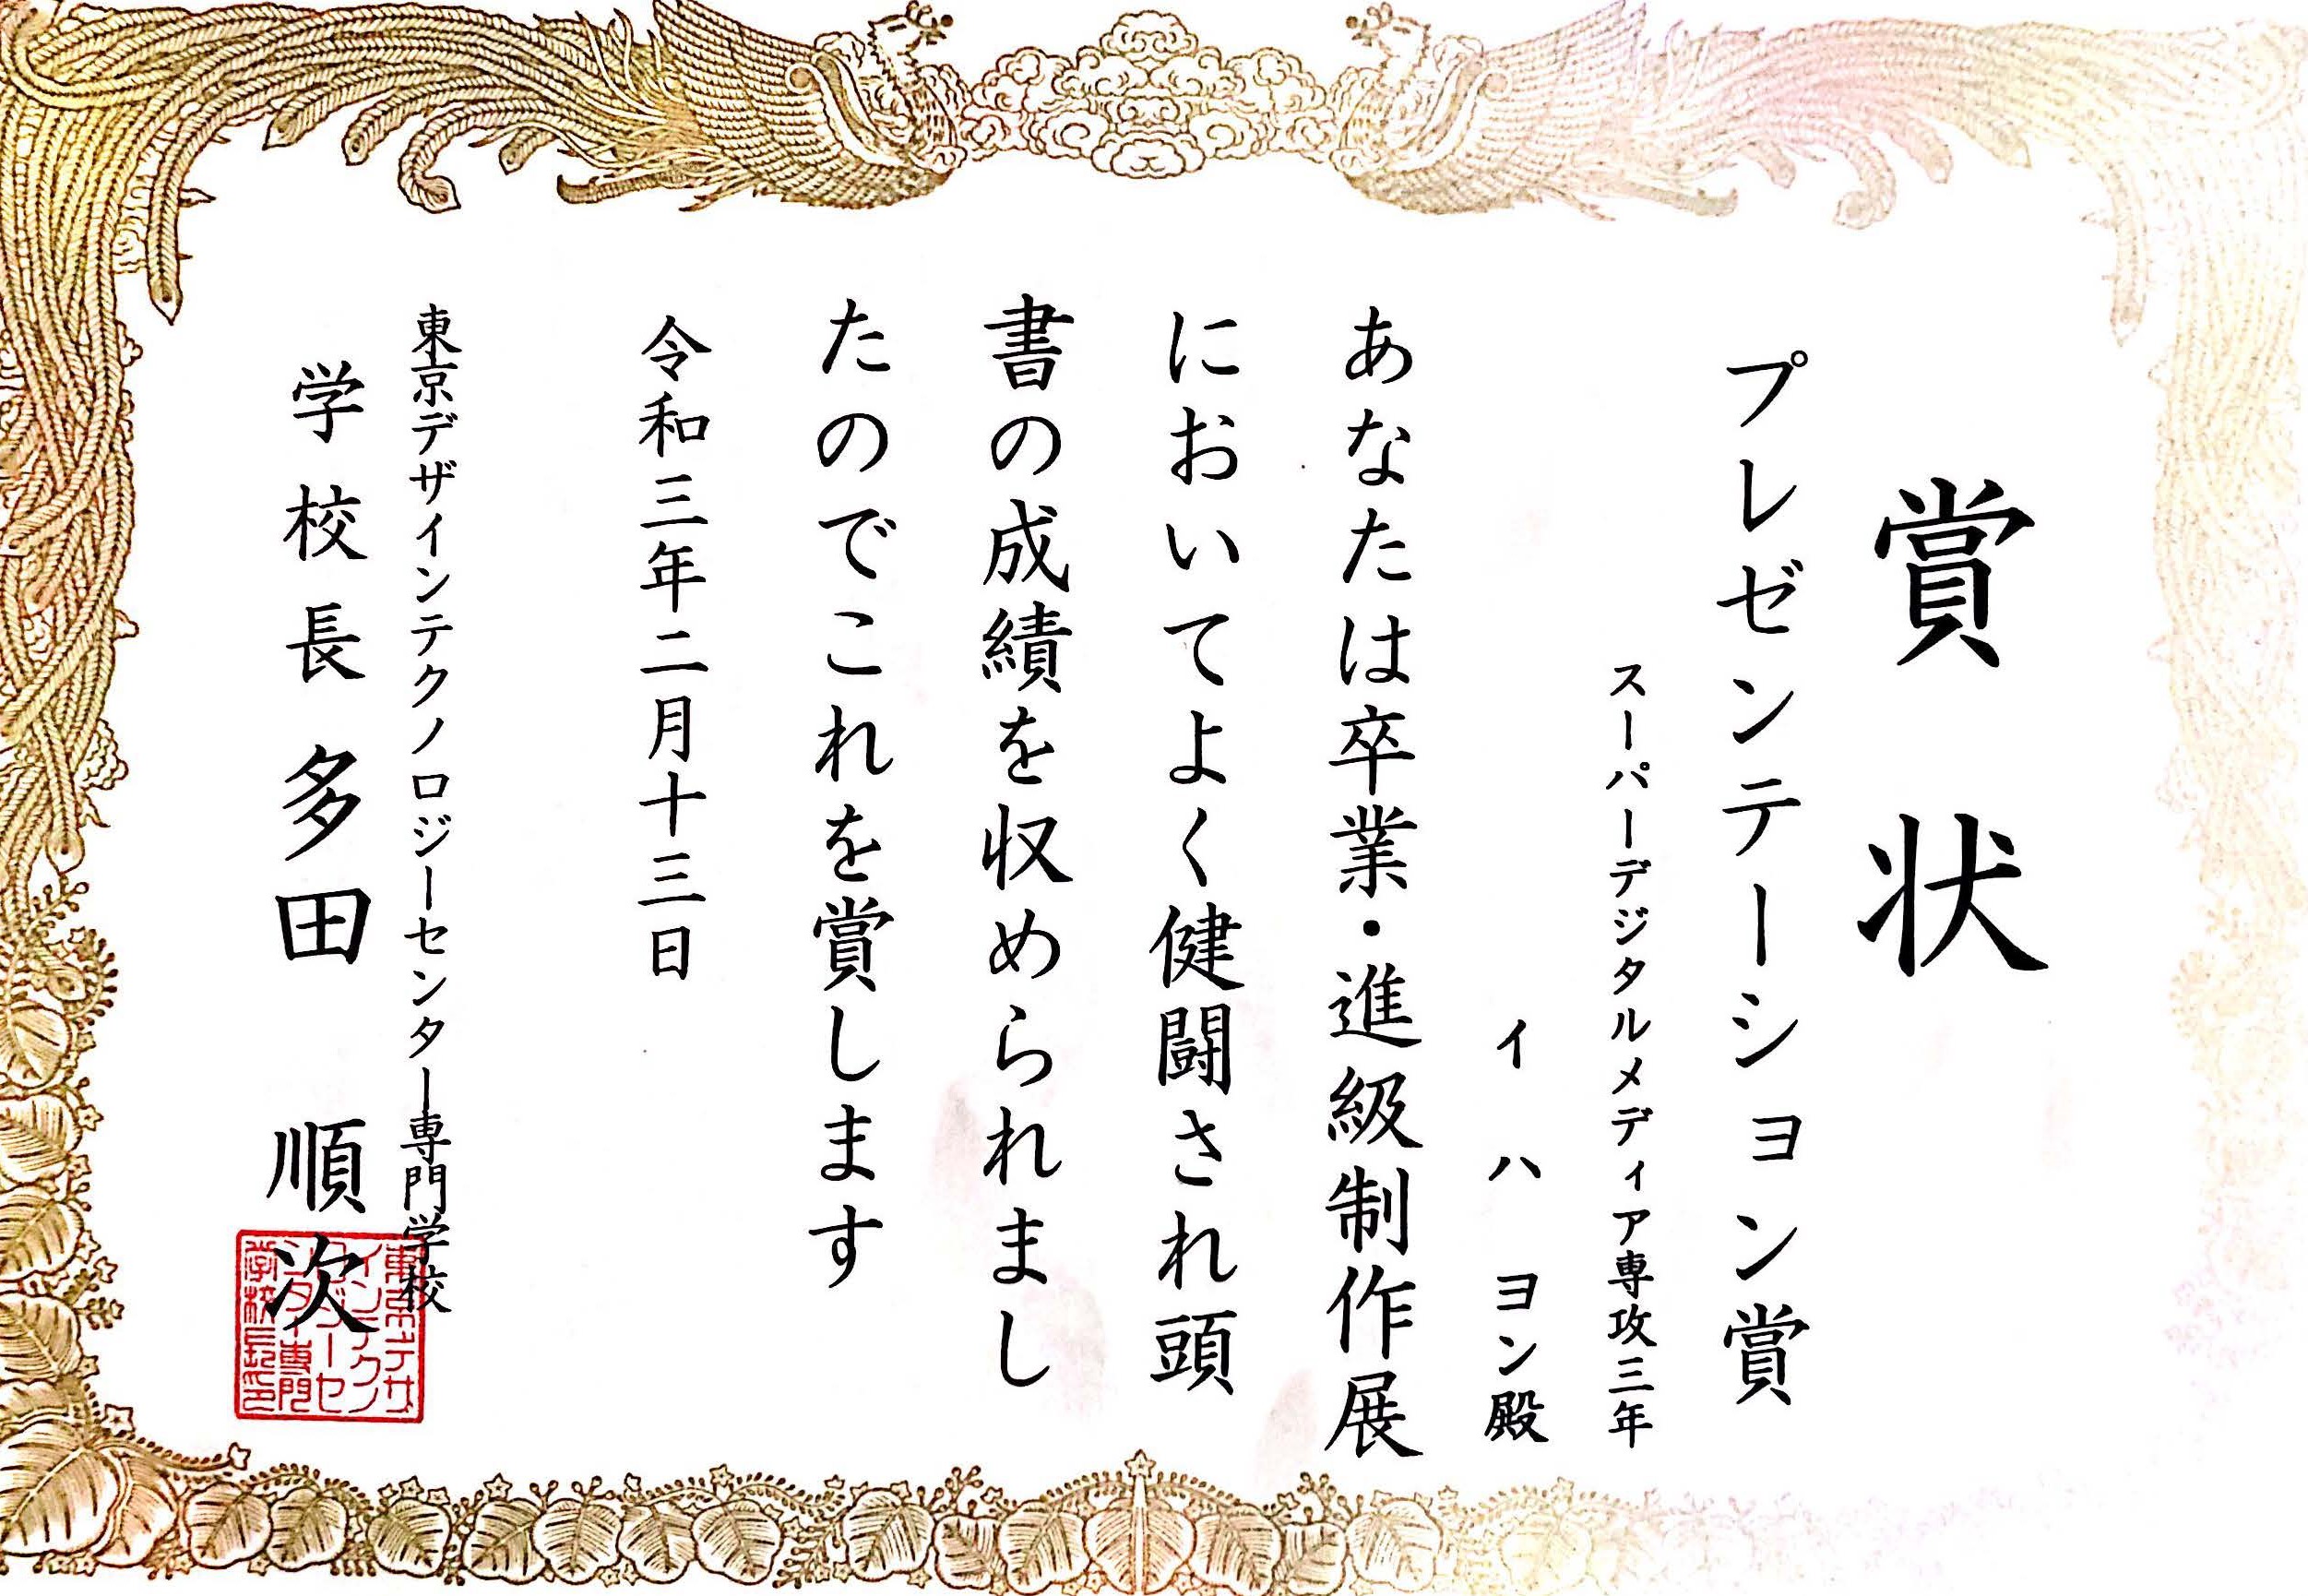 賞状
プレゼンテーション賞
スーパーデジタルメディア専攻三年
イハヨン殿
あなたは卒業・進級制作展
においてよく健闘され頭
書の成績を収められまし
たのでこれを賞します
令和三年二月十三日
東京デザインテクノロジーセンター専門学校
学校長多田 順次
東京デザ
インテクノ
ロジーセ
ンター専門
学校長印